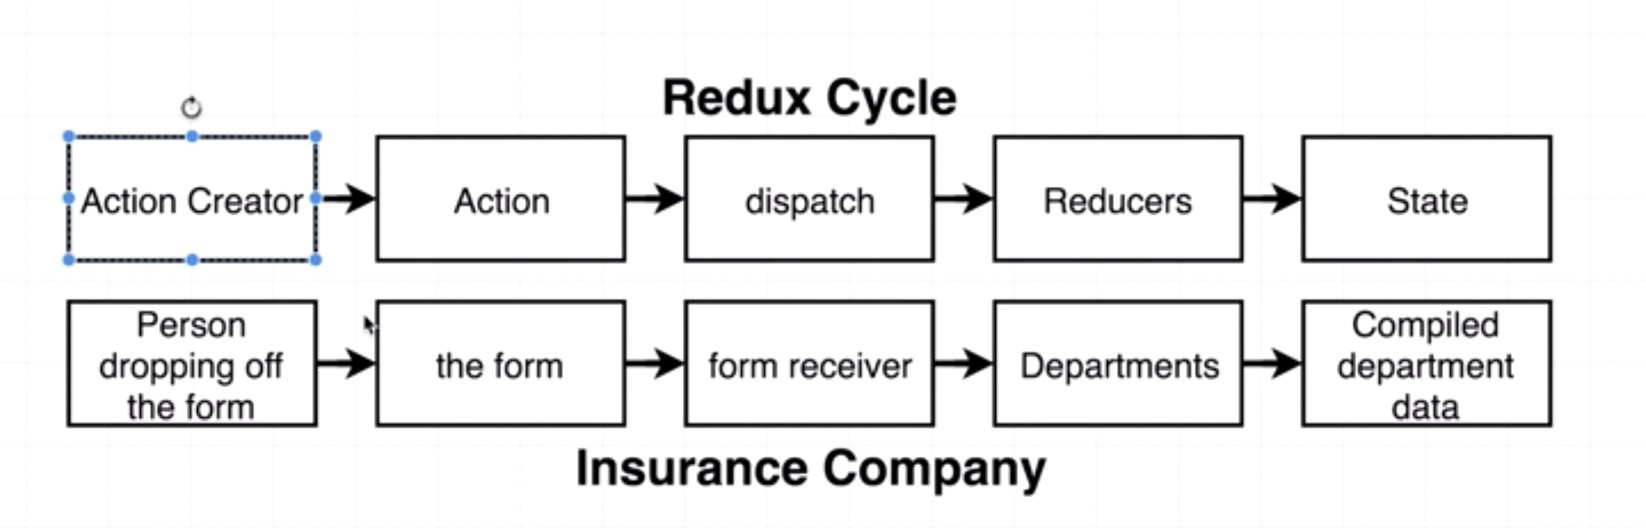 Redux Cycle
Action Creator
Action
dispatch
Reducers
State
Person
dropping off
the form
the form
form receiver
Departments
Compiled
department
data
Insurance Company